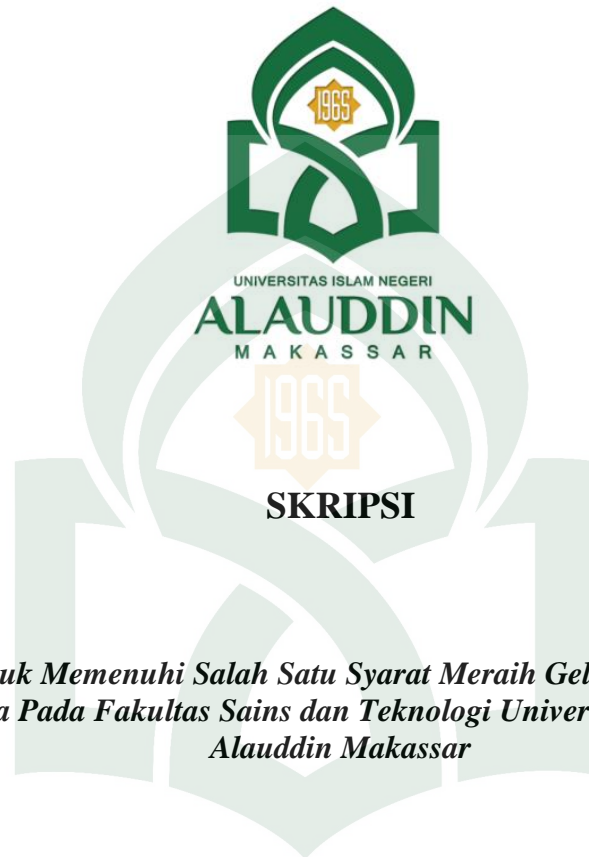 1965
UNIVERSITAS ISLAM NEGERI
ALAUDDIN
MAKASSAR
1965
SKRIPSI
Memenuhi Salah Satu Syarat Meraih
Pada Fakultas Sains dan Teknologi
Alauddin Makassar